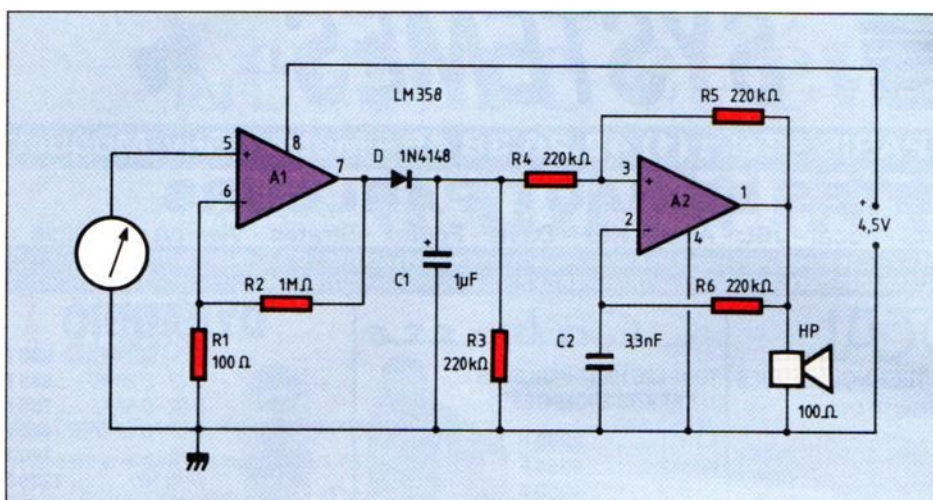 LM358
R5 220kΩ
8
5
+
A1
7
6
-
D 1N4148
R4 220kΩ
3
+
A2
1
2
-
4
+
4,5V
R2 1MΩ
+
C1 1µF
R6 220kΩ
R1
100Ω
R3
220kΩ
C2 3,3nF
HP
100Ω